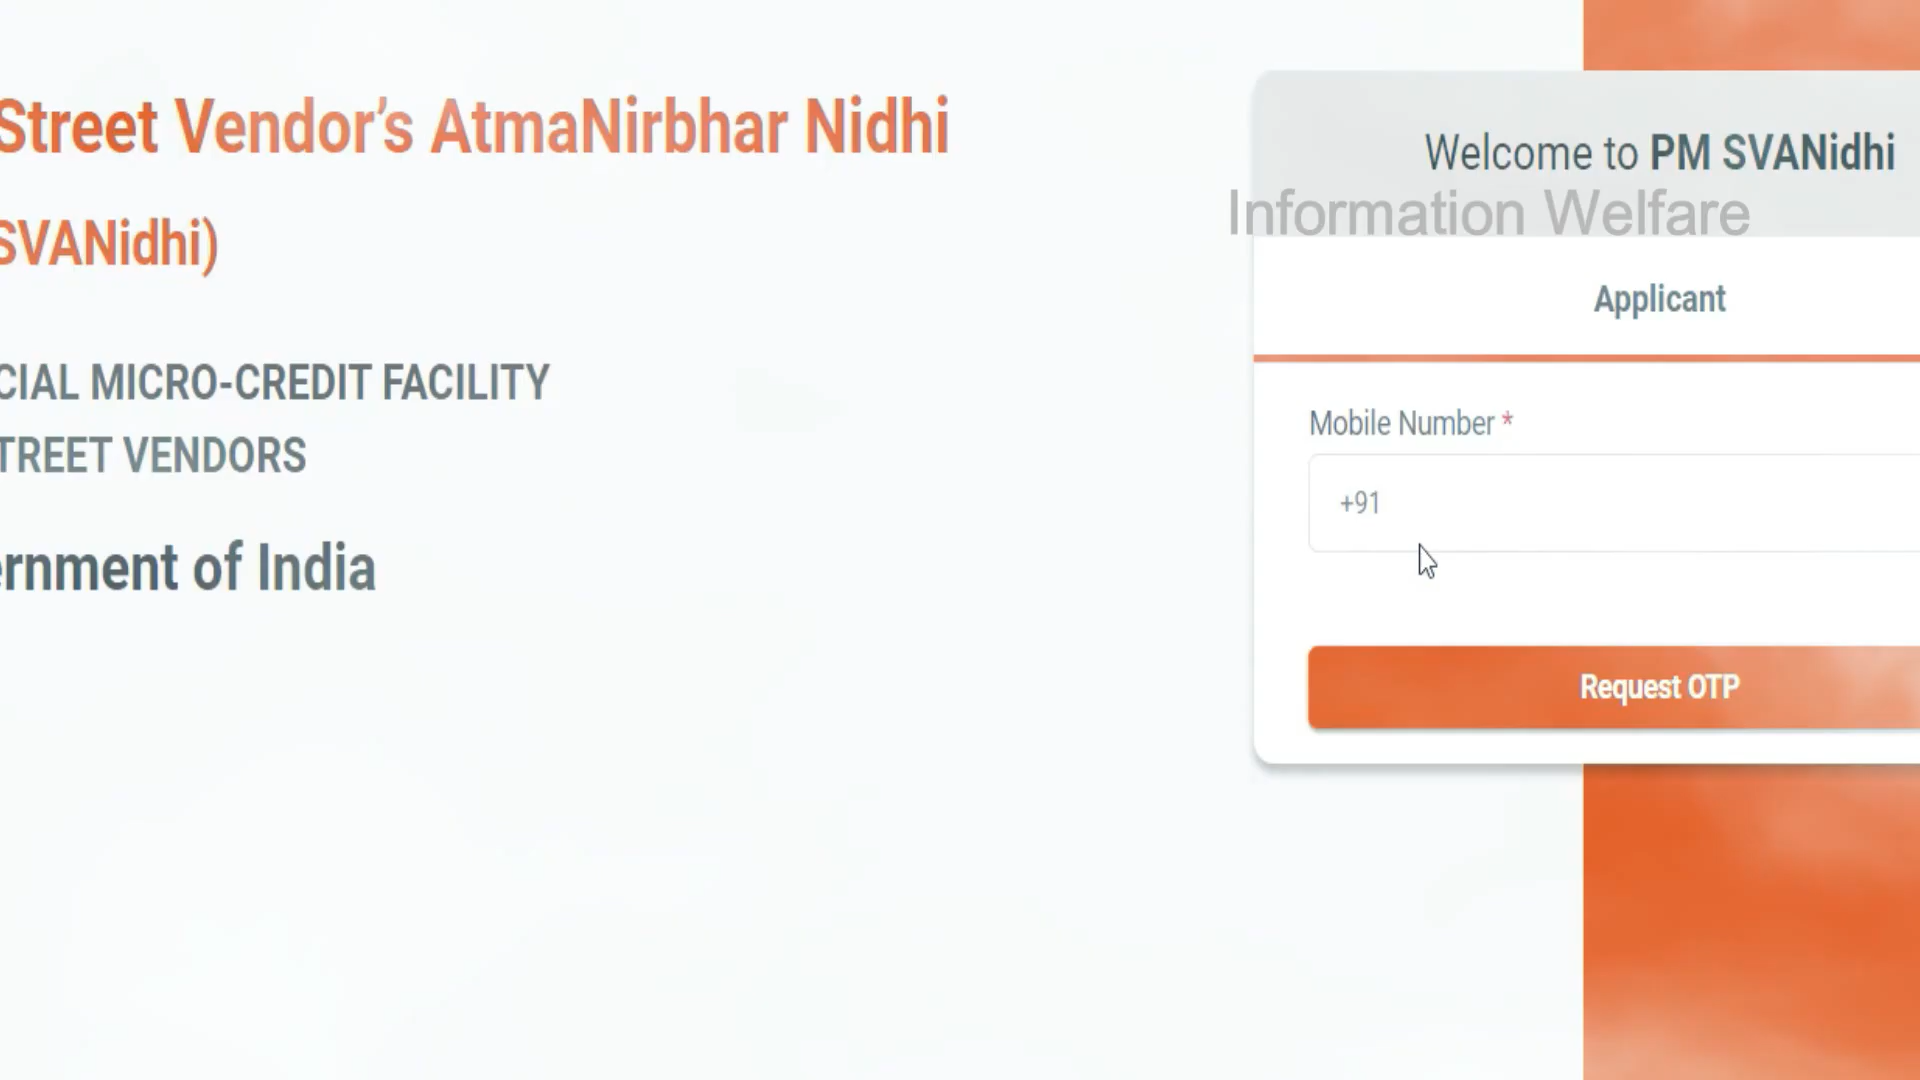 Street Vendor’s AtmaNirbhar Nidhi
SVANidhi)
CIAL MICRO-CREDIT FACILITY
TREET VENDORS
ernment of India
Welcome to PM SVANidhi
Information Welfare
Applicant
Mobile Number *
+91
Request OTP